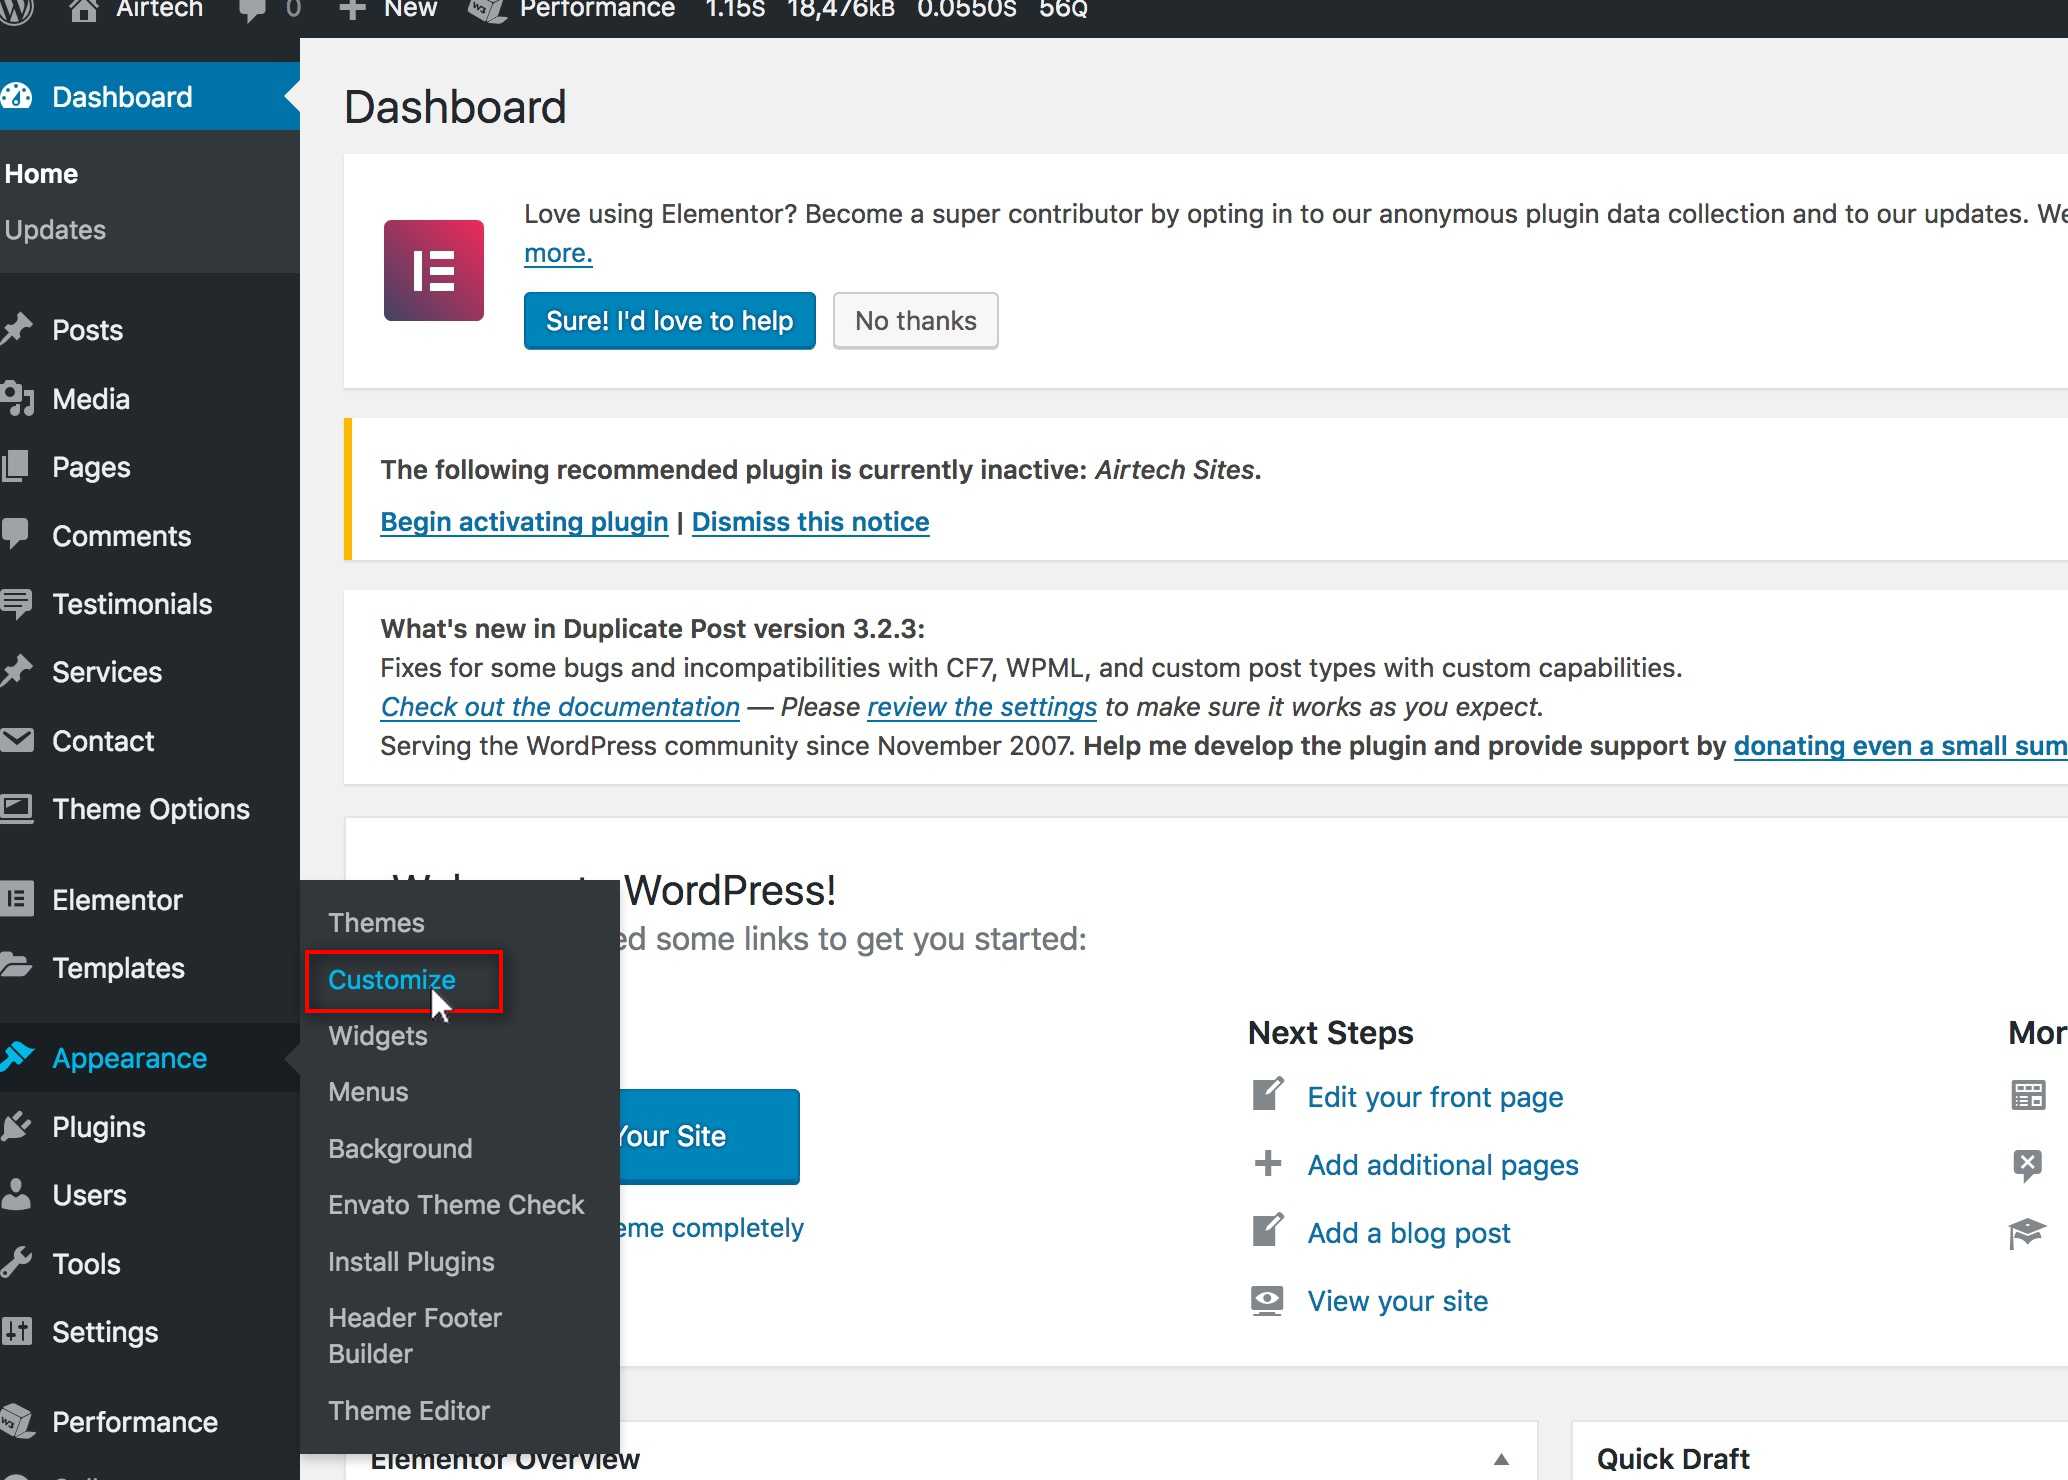 Airtech 0 New Performance 1.15s 18,476kB 0.0550s 56Q
Dashboard
Home
Updates
Posts
Media
Pages
Comments
Testimonials
Services
Contact
Theme Options
Elementor
Templates
Appearance
Plugins
Users
Tools
Settings
Performance
Themes
Customize
Widgets
Menus
Background
Envato Theme Check
Install Plugins
Header Footer
Builder
Theme Editor
Dashboard
Love using Elementor? Become a super contributor by opting in to our anonymous plugin data collection and to our updates. We
more.
Sure! I'd love to help No thanks
The following recommended plugin is currently inactive: Airtech Sites.
Begin activating plugin | Dismiss this notice
What's new in Duplicate Post version 3.2.3:
Fixes for some bugs and incompatibilities with CF7, WPML, and custom post types with custom capabilities.
Check out the documentation — Please review the settings to make sure it works as you expect.
Serving the WordPress community since November 2007. Help me develop the plugin and provide support by donating even a small sum
WordPress!
ed some links to get you started:
Your Site
eme completely
Next Steps
Edit your front page
Add additional pages
Add a blog post
View your site
Mor
Elementor Overview
Quick Draft